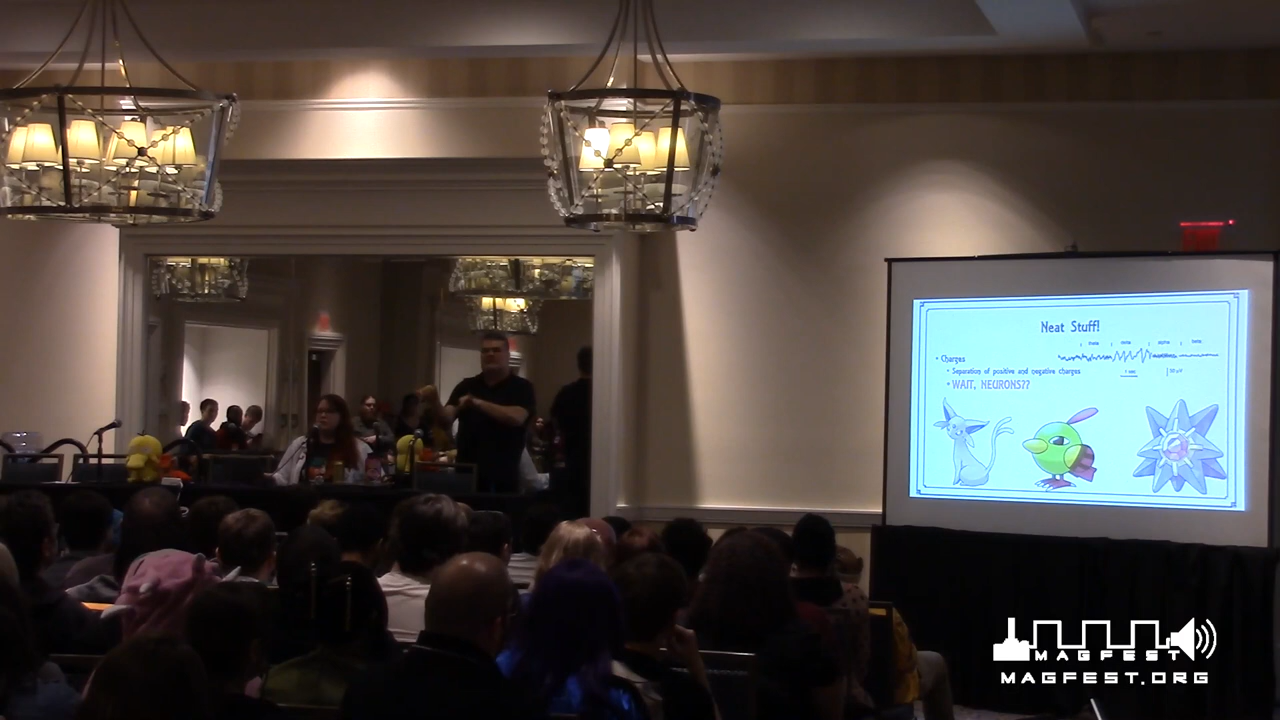 Neat Stuff!
• Charges
• Separation of positive and negative charges
• WAIT, NEURONS??
MAGFEST
MAGFEST.ORG